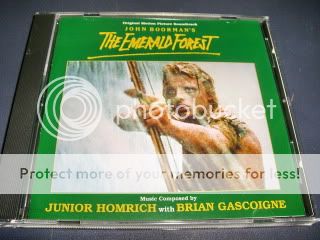 Original Motion Picture Soundtrack
JOHN BOORMAN'S
THE EMERALD FOREST
photobucket
Protect more of your memories for less!
Music Composed by
JUNIOR HOMRICH with BRIAN GASCOIGNE